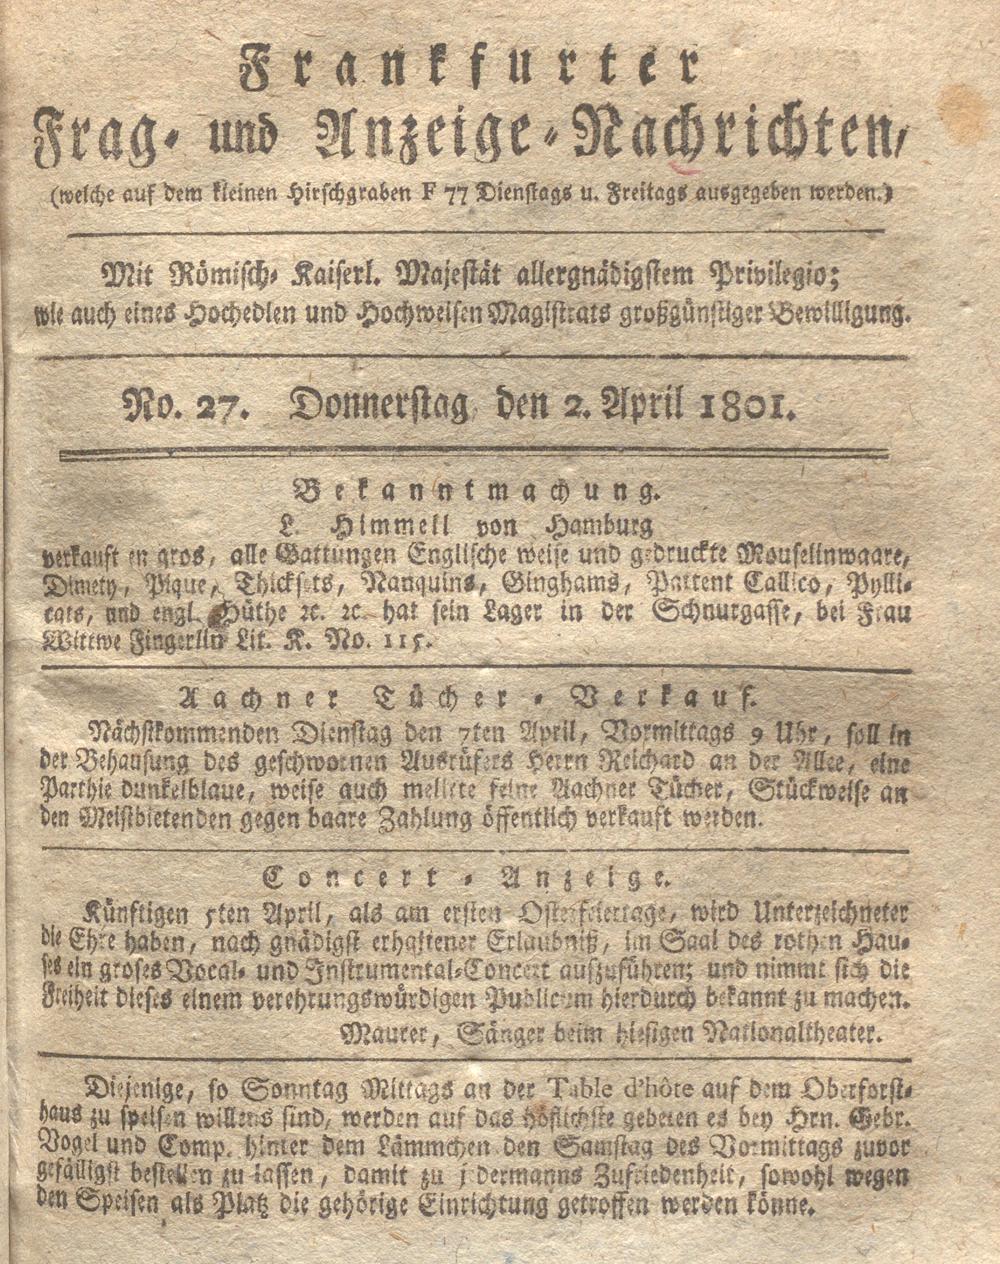 Frankfurter
Frag- und Anzeige-Nachrichten,
(welche auf dem kleinen Hirschgraben F 77 Dienstags u. Freitags ausgegeben werden.)
Mit Römisch- Kaiserl. Majestät allergnädigstem Privilegio;
wie auch eines Hochedlen und Hochweisen Magistrats großgünstiger Bewilligung.
No. 27. Donnerstag, den 2. April 1801.
Bekanntmachung.
L. Himmell von Hamburg
verkauft en gros, alle Gattungen Englische weise und gedruckte Mouselinwaare,
Dimety, Pique, Thicksets, Nanquins, Ginghams, Pattent Callico, Pylli-
cats, und engl. Hüthe ꝛc. ꝛc. hat sein Lager in der Schnurgasse, bei Frau
Wittwe Fingerlin Lit. K. No. 115.
Aachner Tücher-Verkauf.
Nächstkommenden Dienstag den 7ten April, Vormittags 9 Uhr, soll in
der Behausung des geschwornen Ausrüfers Herrn Reichard an der Allee, eine
Parthie dunkelblaue, weise auch melirte feine Aachner Tücher, Stückweise an
den Meistbietenden gegen baare Zahlung öffentlich verkauft werden.
Concert-Anzeige.
Künftigen 5ten April, als am ersten Osterfeiertage, wird Unterzeichneter
die Ehre haben, nach gnädigst erhaltener Erlaubniß, im Saal des rothen Hau-
ses ein groses Vocal- und Instrumental-Concert aufzuführen; und nimmt sich die
Freiheit dieses einem verehrungswürdigen Publicum hierdurch bekannt zu machen.
Maurer, Sänger beim hiesigen Nationaltheater.
Diejenige, so Sonntag Mittags an der Table d'hôte auf dem Oberforst-
haus zu speisen willens sind, werden auf das höflichste gebeten es bey Hrn. Gebr.
Vogel und Comp. hinter dem Lämmchen den Samstag des Vormittags zuvor
gefälligst bestellen zu lassen, damit zu jedermanns Zufriedenheit, sowohl wegen
den Speisen als Platz die gehörige Einrichtung getroffen werden könne.